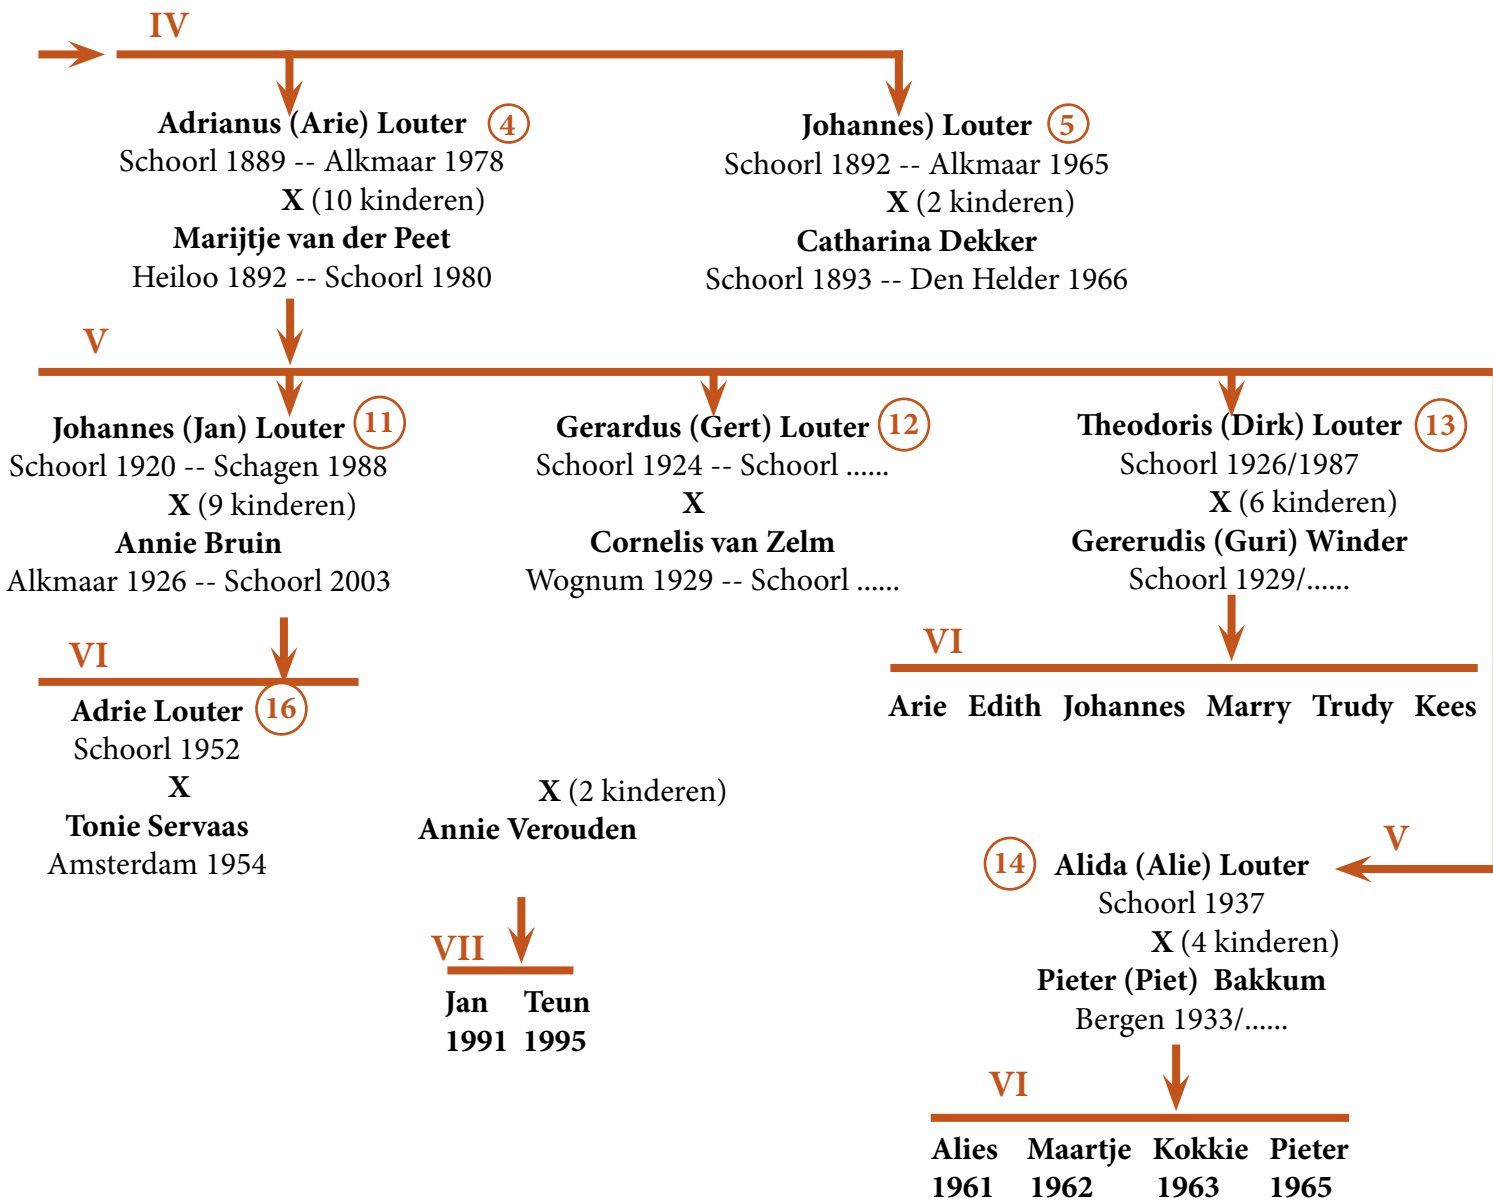 IV
Adrianus (Arie) Louter 4
Schoorl 1889 -- Alkmaar 1978
X (10 kinderen)
Marijtje van der Peet
Heiloo 1892 -- Schoorl 1980
Johannes) Louter 5
Schoorl 1892 -- Alkmaar 1965
X (2 kinderen)
Catharina Dekker
Schoorl 1893 -- Den Helder 1966
V
Johannes (Jan) Louter 11
Schoorl 1920 -- Schagen 1988
X (9 kinderen)
Annie Bruin
Alkmaar 1926 -- Schoorl 2003
Gerardus (Gert) Louter 12
Schoorl 1924 -- Schoorl ......
X
Cornelis van Zelm
Wognum 1929 -- Schoorl ......
Theodoris (Dirk) Louter 13
Schoorl 1926/1987
X (6 kinderen)
Gererudis (Guri) Winder
Schoorl 1929/......
VI
Adrie Louter 16
Schoorl 1952
X
Tonie Servaas
Amsterdam 1954
X (2 kinderen)
Annie Verouden
VII
Jan Teun
1991 1995
VI
Arie Edith Johannes Marry Trudy Kees
V
14 Alida (Alie) Louter
Schoorl 1937
X (4 kinderen)
Pieter (Piet) Bakkum
Bergen 1933/......
VI
Alies Maartje Kokkie Pieter
1961 1962 1963 1965